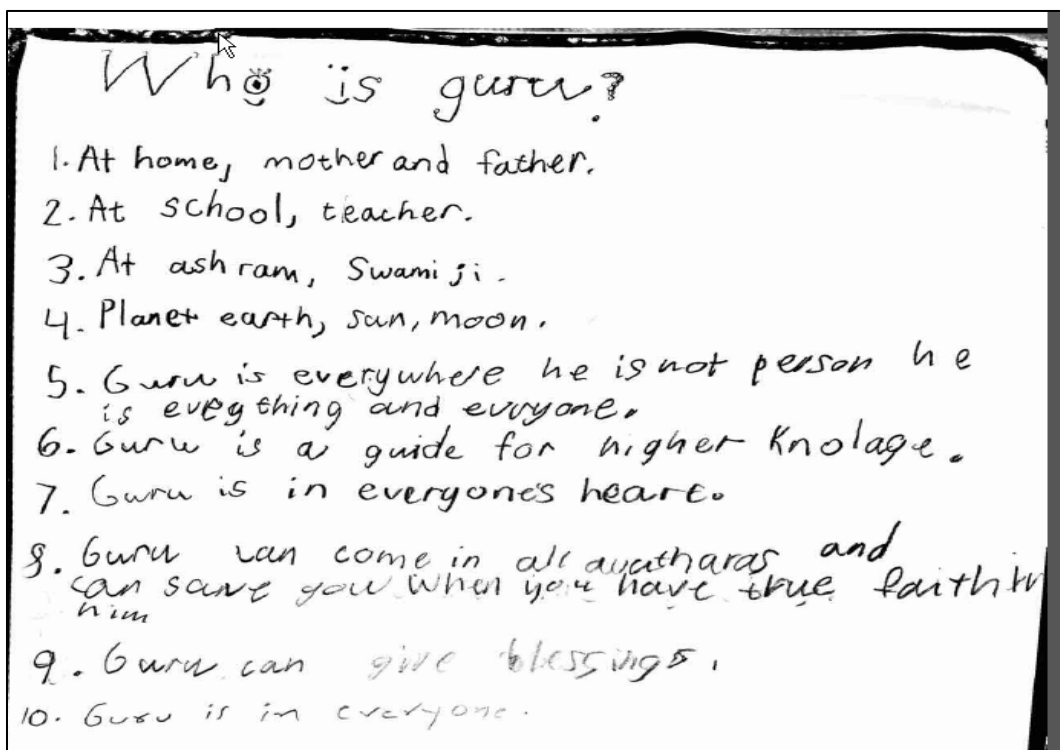 Who is guru?
1. At home, mother and father.
2. At school, teacher.
3. At ashram, Swamiji.
4. Planet earth, sun, moon.
5. Guru is everywhere he is not person he
is eveything and evryone.
6. Guru is a guide for higher Knolage.
7. Guru is in everyone's heart.
8. Guru can come in all avatharas and
can save you when you have true faith in
him
9. Guru can give blessings.
10. Guru is in everyone.